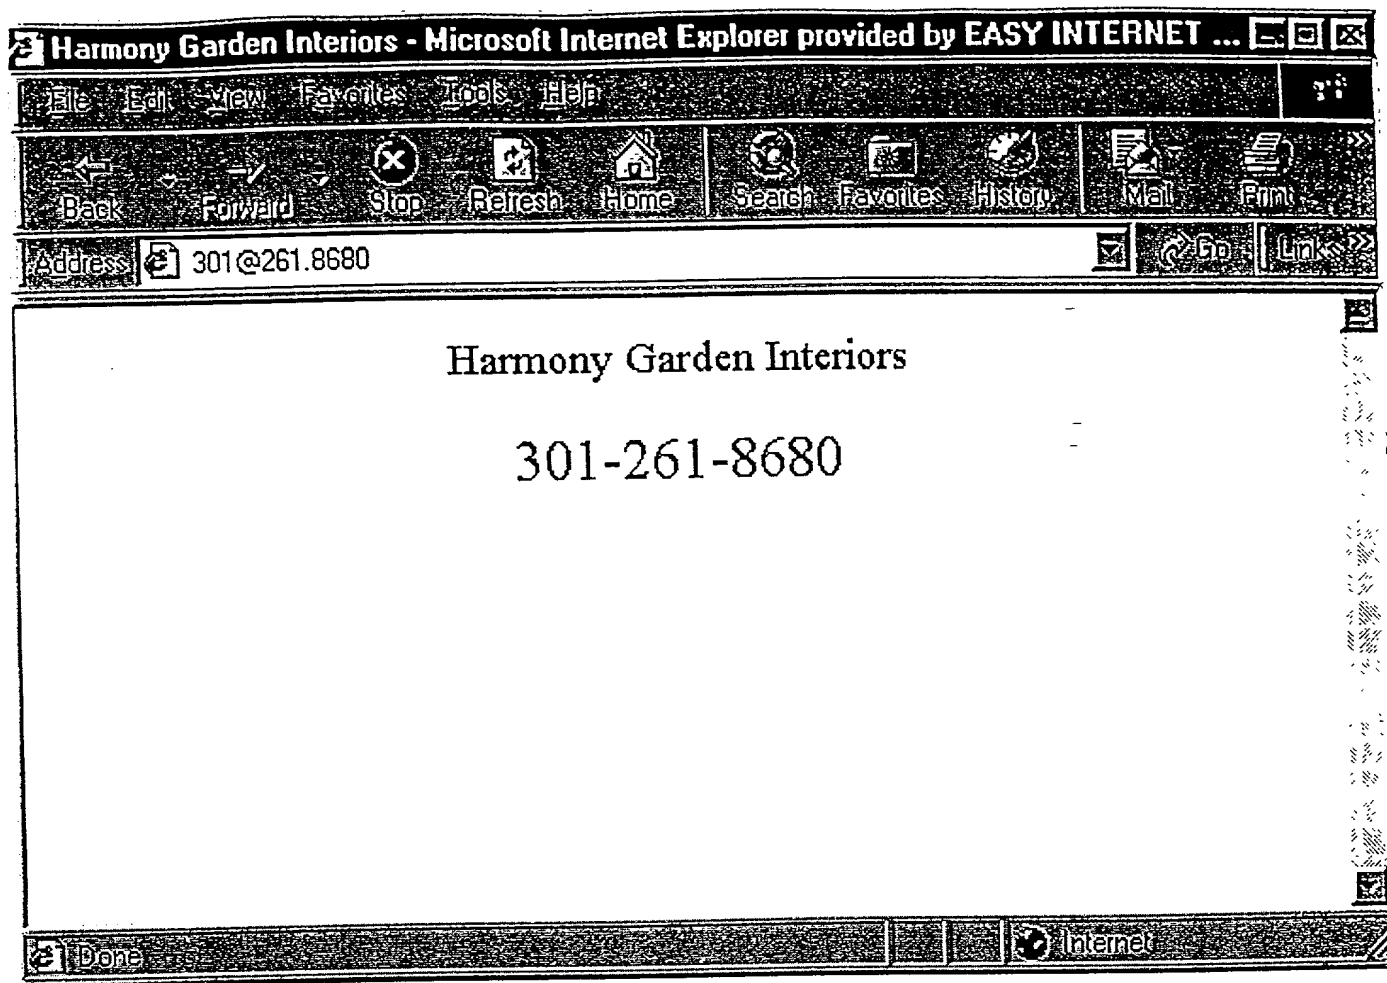 Harmony Garden Interiors - Microsoft Internet Explorer provided by EASY INTERNET ...
File Edit View Favorites Tools Help
Back Forward Stop Refresh Home Search Favorites History Mail Print
Address 301@261.8680 Go Links
Harmony Garden Interiors
301-261-8680
Done Internet